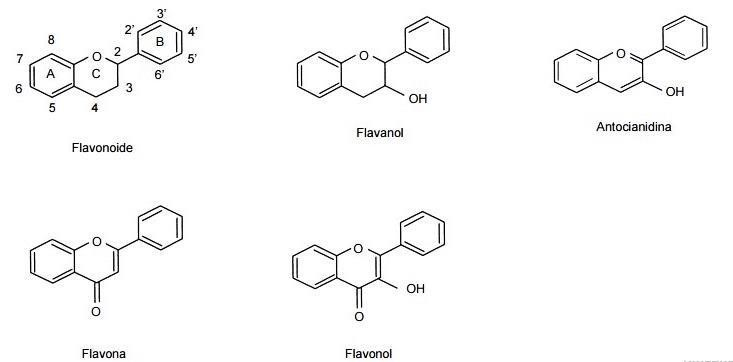 3'
2' 4'
8 B
7 O 2 5'
A C 6'
6 3
5 4
Flavonoide
O
OH
Flavanol
O
OH
Antocianidina
O
O
Flavona
O
OH
O
Flavonol